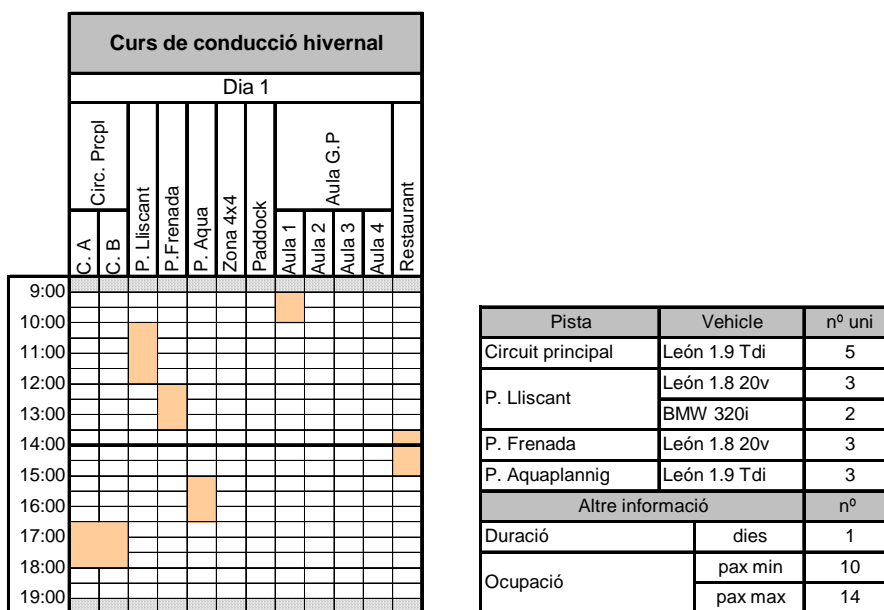 Curs de conducció hivernal
Dia 1
Circ. Prcpl
Aula G.P
C. A
C. B
P. Lliscant
P.Frenada
P. Aqua
Zona 4x4
Paddock
Aula 1
Aula 2
Aula 3
Aula 4
Restaurant
9:00
10:00
11:00
12:00
13:00
14:00
15:00
16:00
17:00
18:00
19:00
Pista Vehicle nº uni
Circuit principal León 1.9 Tdi 5
P. Lliscant León 1.8 20v 3
BMW 320i 2
P. Frenada León 1.8 20v 3
P. Aquaplannig León 1.9 Tdi 3
Altre informació nº
Duració dies 1
Ocupació pax min 10
pax max 14